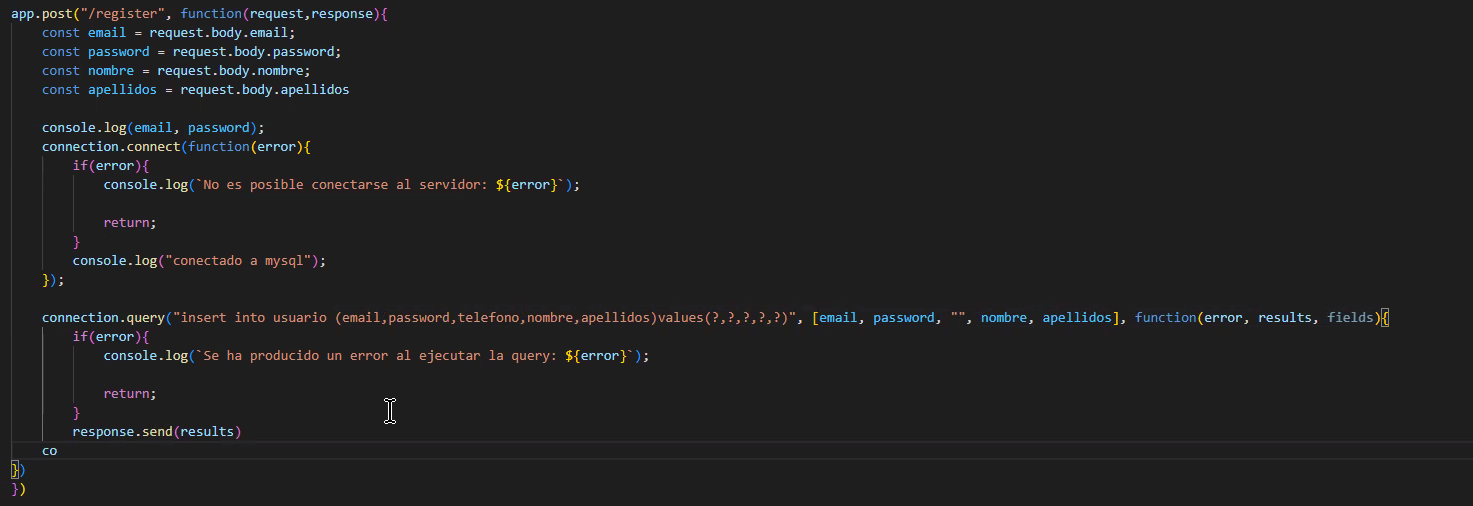 app.post("/register", function(request,response){
    const email = request.body.email;
    const password = request.body.password;
    const nombre = request.body.nombre;
    const apellidos = request.body.apellidos
    console.log(email, password);
    connection.connect(function(error){
        if(error){
            console.log(`No es posible conectarse al servidor: ${error}`);
            return;
        }
        console.log("conectado a mysql");
    });
    connection.query("insert into usuario (email,password,telefono,nombre,apellidos)values(?,?,?,?,?)", [email, password, "", nombre, apellidos], function(error, results, fields){
        if(error){
            console.log(`Se ha producido un error al ejecutar la query: ${error}`);
            return;
        }
        response.send(results)
    co
})
})